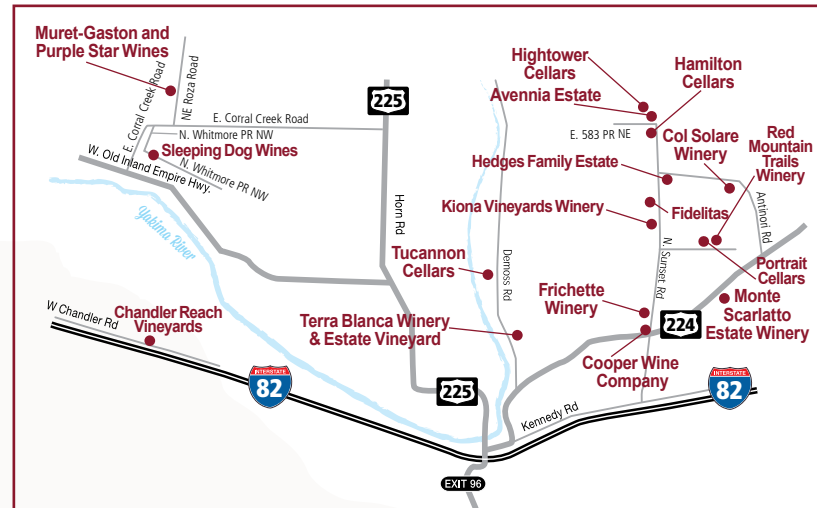 Muret-Gaston and
Purple Star Wines
NE Roza Road
E. Corral Creek Road
E. Corral Creek Road
N. Whitmore PR NW
Sleeping Dog Wines
N. Whitmore PR NW
W. Old Inland Empire Hwy.
Yakima River
225
Horn Rd
Hightower
Cellars
Avennia Estate
Hamilton
Cellars
E. 583 PR NE
Col Solare
Winery
Red
Mountain
Trails
Winery
Hedges Family Estate
Kiona Vineyards Winery
Fidelitas
Antinori Rd
N. Sunset Rd
Demoss Rd
Tucannon
Cellars
Portrait
Cellars
Frichette
Winery
Monte
Scarlatto
Estate Winery
224
W Chandler Rd
Chandler Reach
Vineyards
Terra Blanca Winery
& Estate Vineyard
Cooper Wine
Company
INTERSTATE
82
225
Kennedy Rd
INTERSTATE
82
EXIT 96